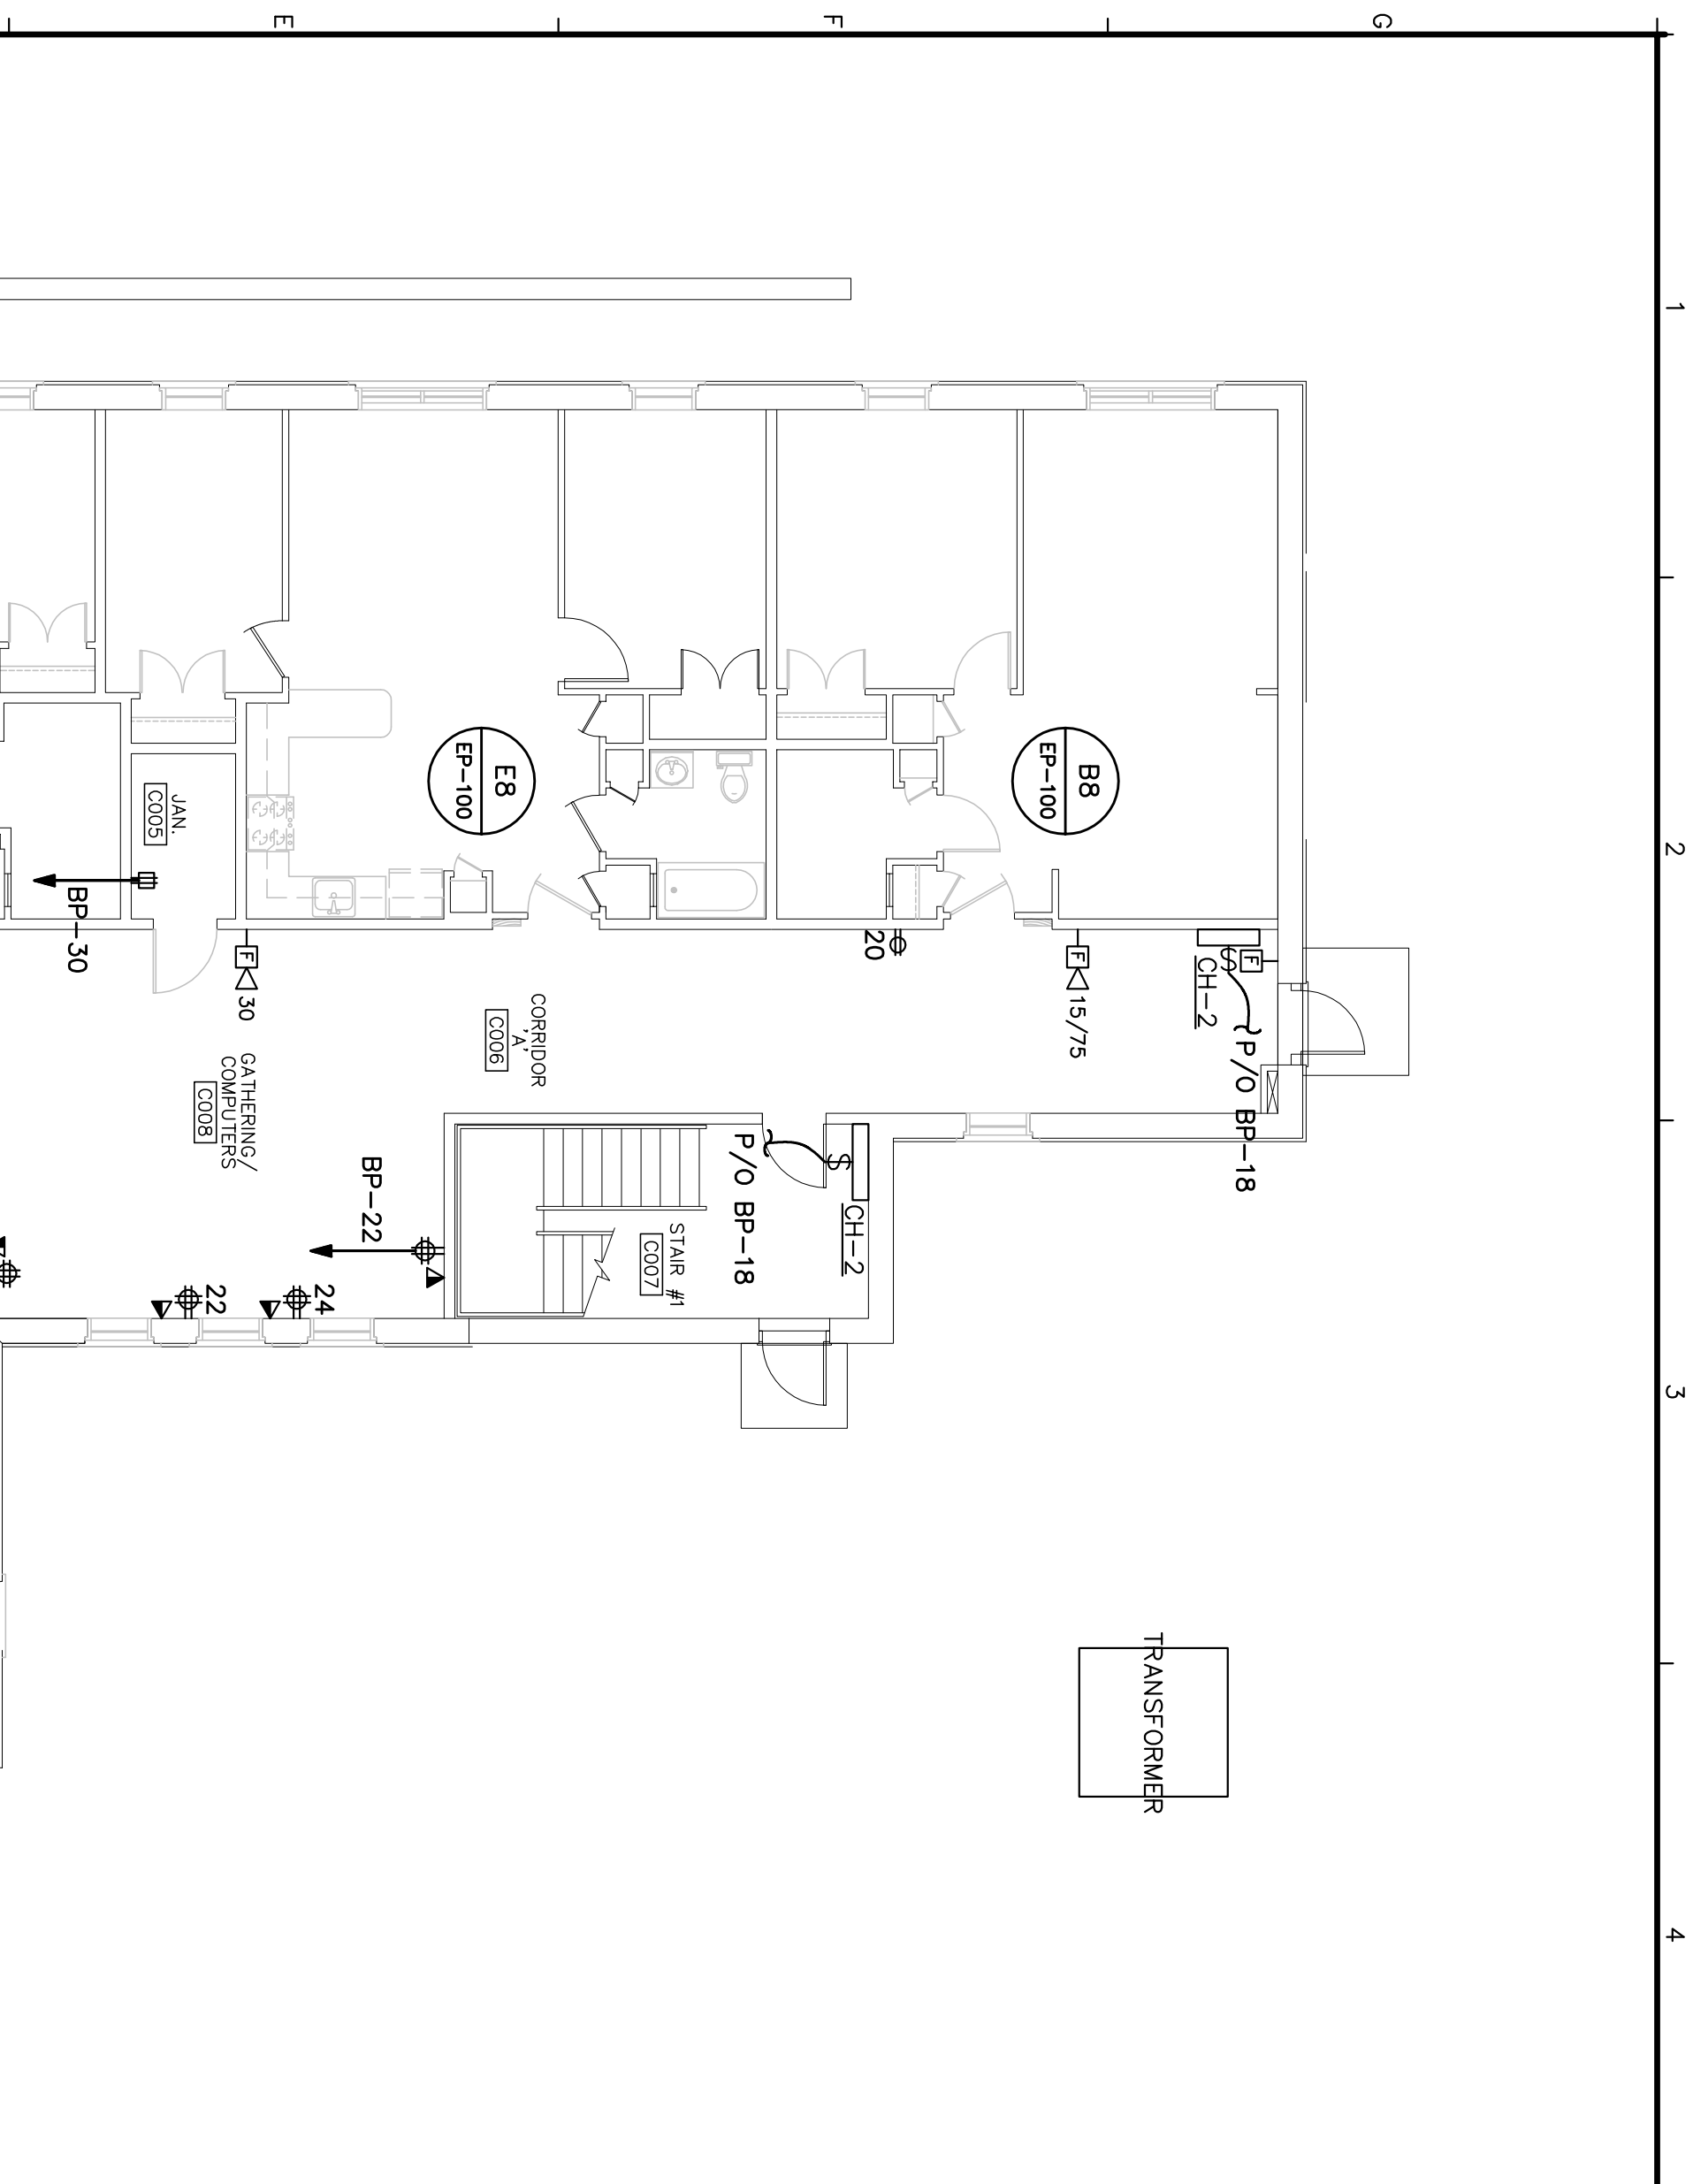 1
2
3
4
G
F
E
B8
EP-100
E8
EP-100
F
CH-2
P/O BP-18
F
15/75
20
CORRIDOR
'A'
C006
F
30
JAN.
C005
BP-30
GATHERING/
COMPUTERS
C008
CH-2
P/O BP-18
STAIR #1
C007
BP-22
24
22
TRANSFORMER